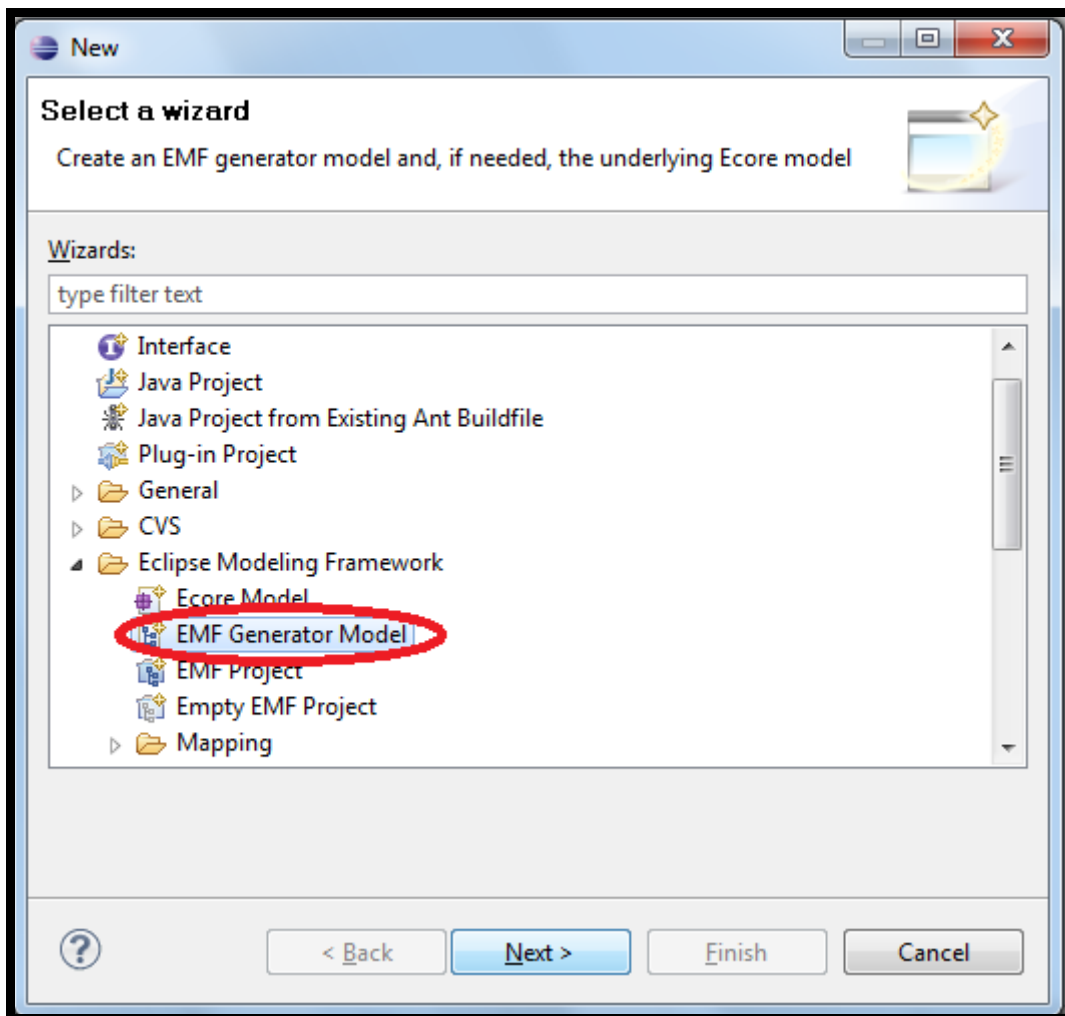 New
Select a wizard
Create an EMF generator model and, if needed, the underlying Ecore model
Wizards:
type filter text
Interface
Java Project
Java Project from Existing Ant Buildfile
Plug-in Project
General
CVS
Eclipse Modeling Framework
Ecore Model
EMF Generator Model
EMF Project
Empty EMF Project
Mapping
? < Back Next > Finish Cancel